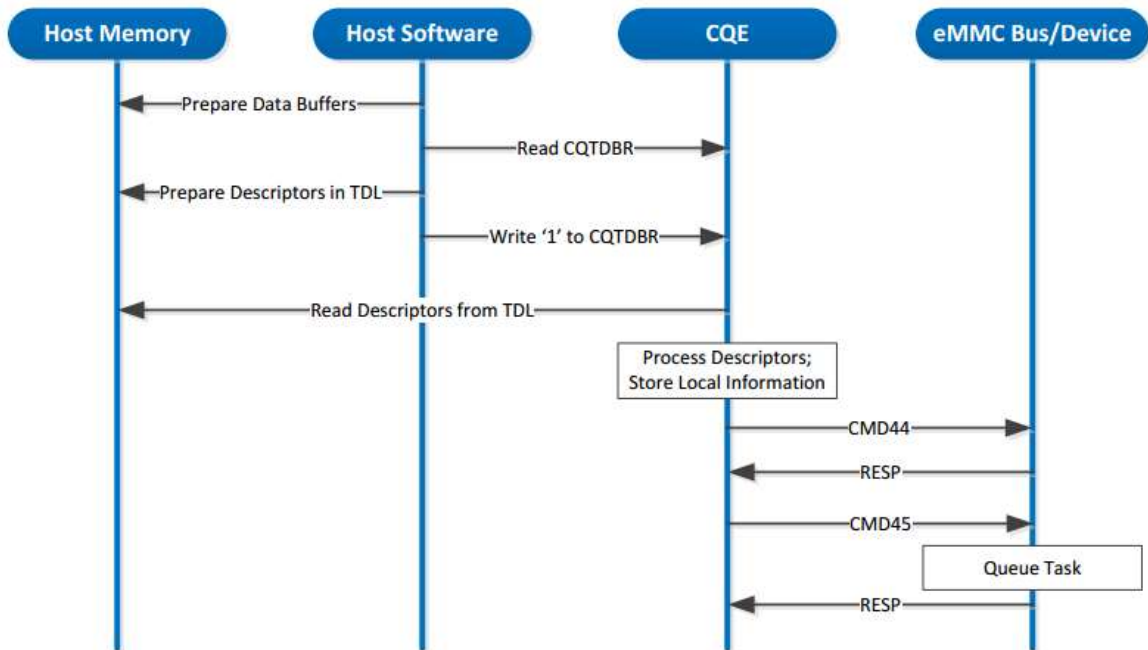 Host Memory
Host Software
CQE
eMMC Bus/Device
Prepare Data Buffers
Read CQTDBR
Prepare Descriptors in TDL
Write ‘1’ to CQTDBR
Read Descriptors from TDL
Process Descriptors;
Store Local Information
CMD44
RESP
CMD45
Queue Task
RESP